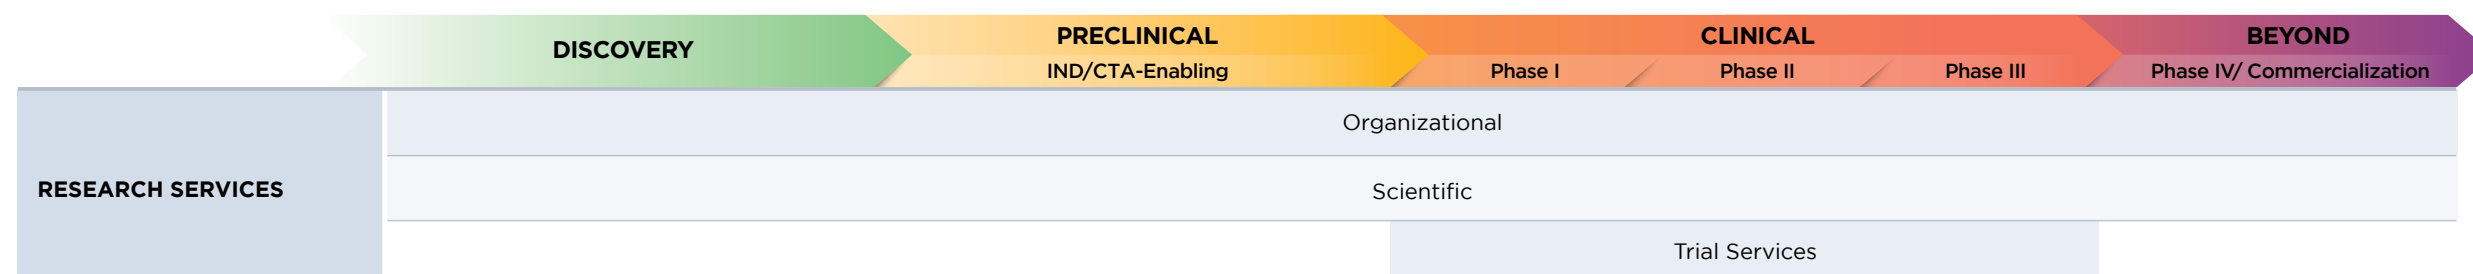 DISCOVERY
PRECLINICAL
IND/CTA-Enabling
CLINICAL
Phase I
Phase II
Phase III
BEYOND
Phase IV/ Commercialization
RESEARCH SERVICES
Organizational
Scientific
Trial Services